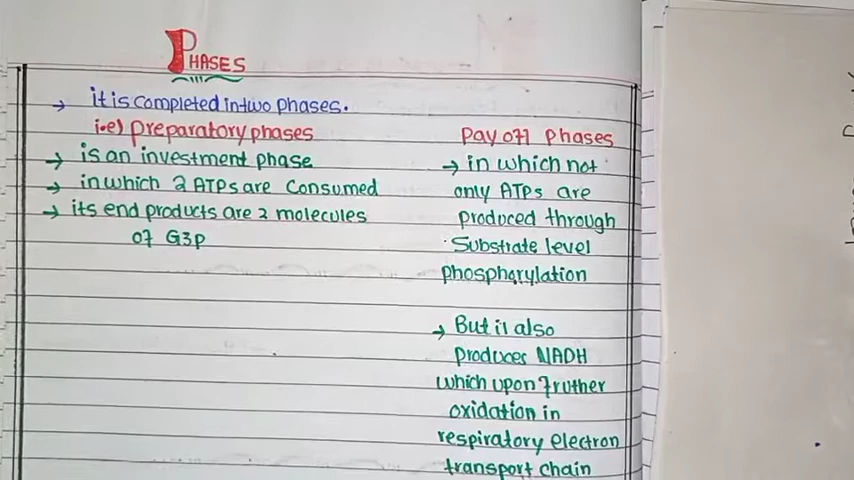 PHASES
→ it is completed in two phases.
i.e) preparatory phases
→ is an investment phase
→ in which 2 ATPs are consumed
→ its end products are 2 molecules
of G3p
Pay off Phases
→ in which not
only ATPs are
produced through
Substrate level
phosphorylation
→ But it also
produces NADH
which upon fruther
oxidation in
respiratory electron
transport chain